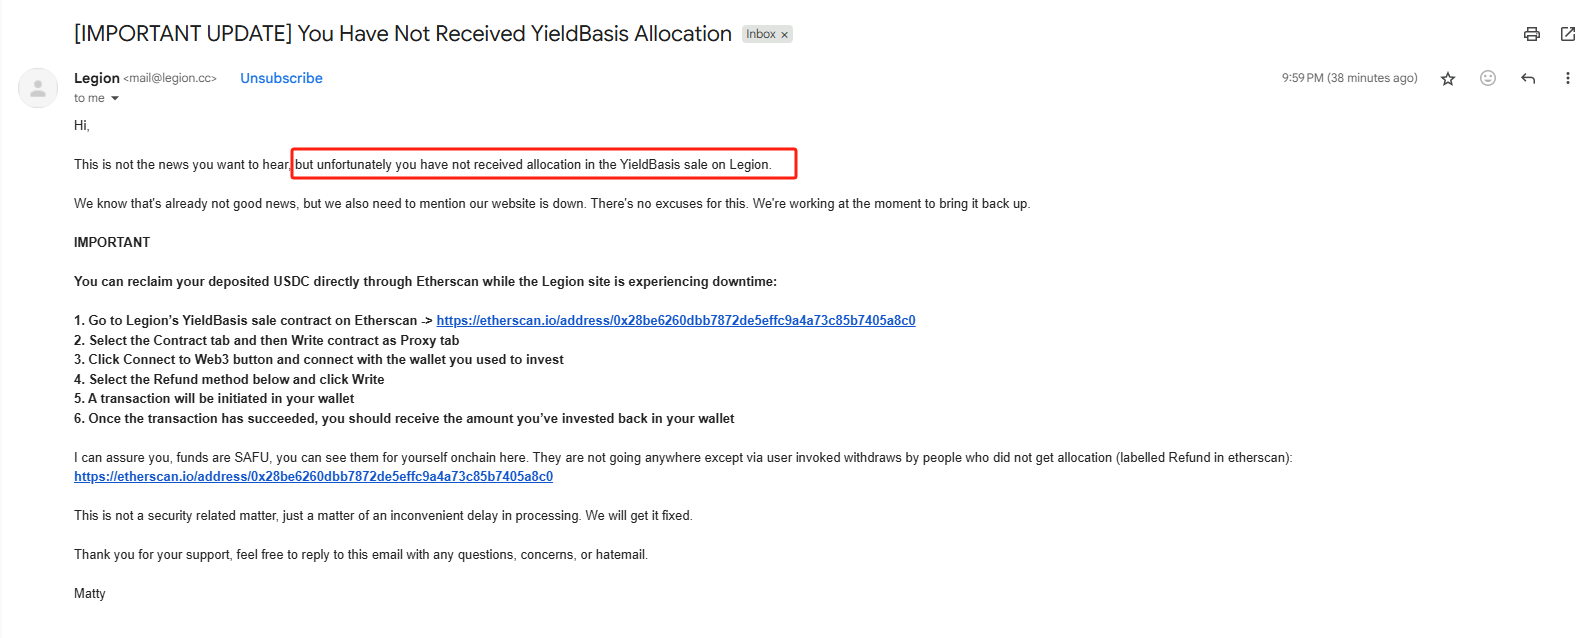 [IMPORTANT UPDATE] You Have Not Received YieldBasis Allocation Inbox ×
Legion <mail@legion.cc> Unsubscribe 9:59 PM (38 minutes ago)
to me
Hi,
This is not the news you want to hear, but unfortunately you have not received allocation in the YieldBasis sale on Legion.
We know that's already not good news, but we also need to mention our website is down. There's no excuses for this. We're working at the moment to bring it back up.
IMPORTANT
You can reclaim your deposited USDC directly through Etherscan while the Legion site is experiencing downtime:
1. Go to Legion’s YieldBasis sale contract on Etherscan -> https://etherscan.io/address/0x28be6260dbb7872de5effc9a4a73c85b7405a8c0
2. Select the Contract tab and then Write contract as Proxy tab
3. Click Connect to Web3 button and connect with the wallet you used to invest
4. Select the Refund method below and click Write
5. A transaction will be initiated in your wallet
6. Once the transaction has succeeded, you should receive the amount you’ve invested back in your wallet
I can assure you, funds are SAFU, you can see them for yourself onchain here. They are not going anywhere except via user invoked withdraws by people who did not get allocation (labelled Refund in etherscan):
https://etherscan.io/address/0x28be6260dbb7872de5effc9a4a73c85b7405a8c0
This is not a security related matter, just a matter of an inconvenient delay in processing. We will get it fixed.
Thank you for your support, feel free to reply to this email with any questions, concerns, or hatemail.
Matty